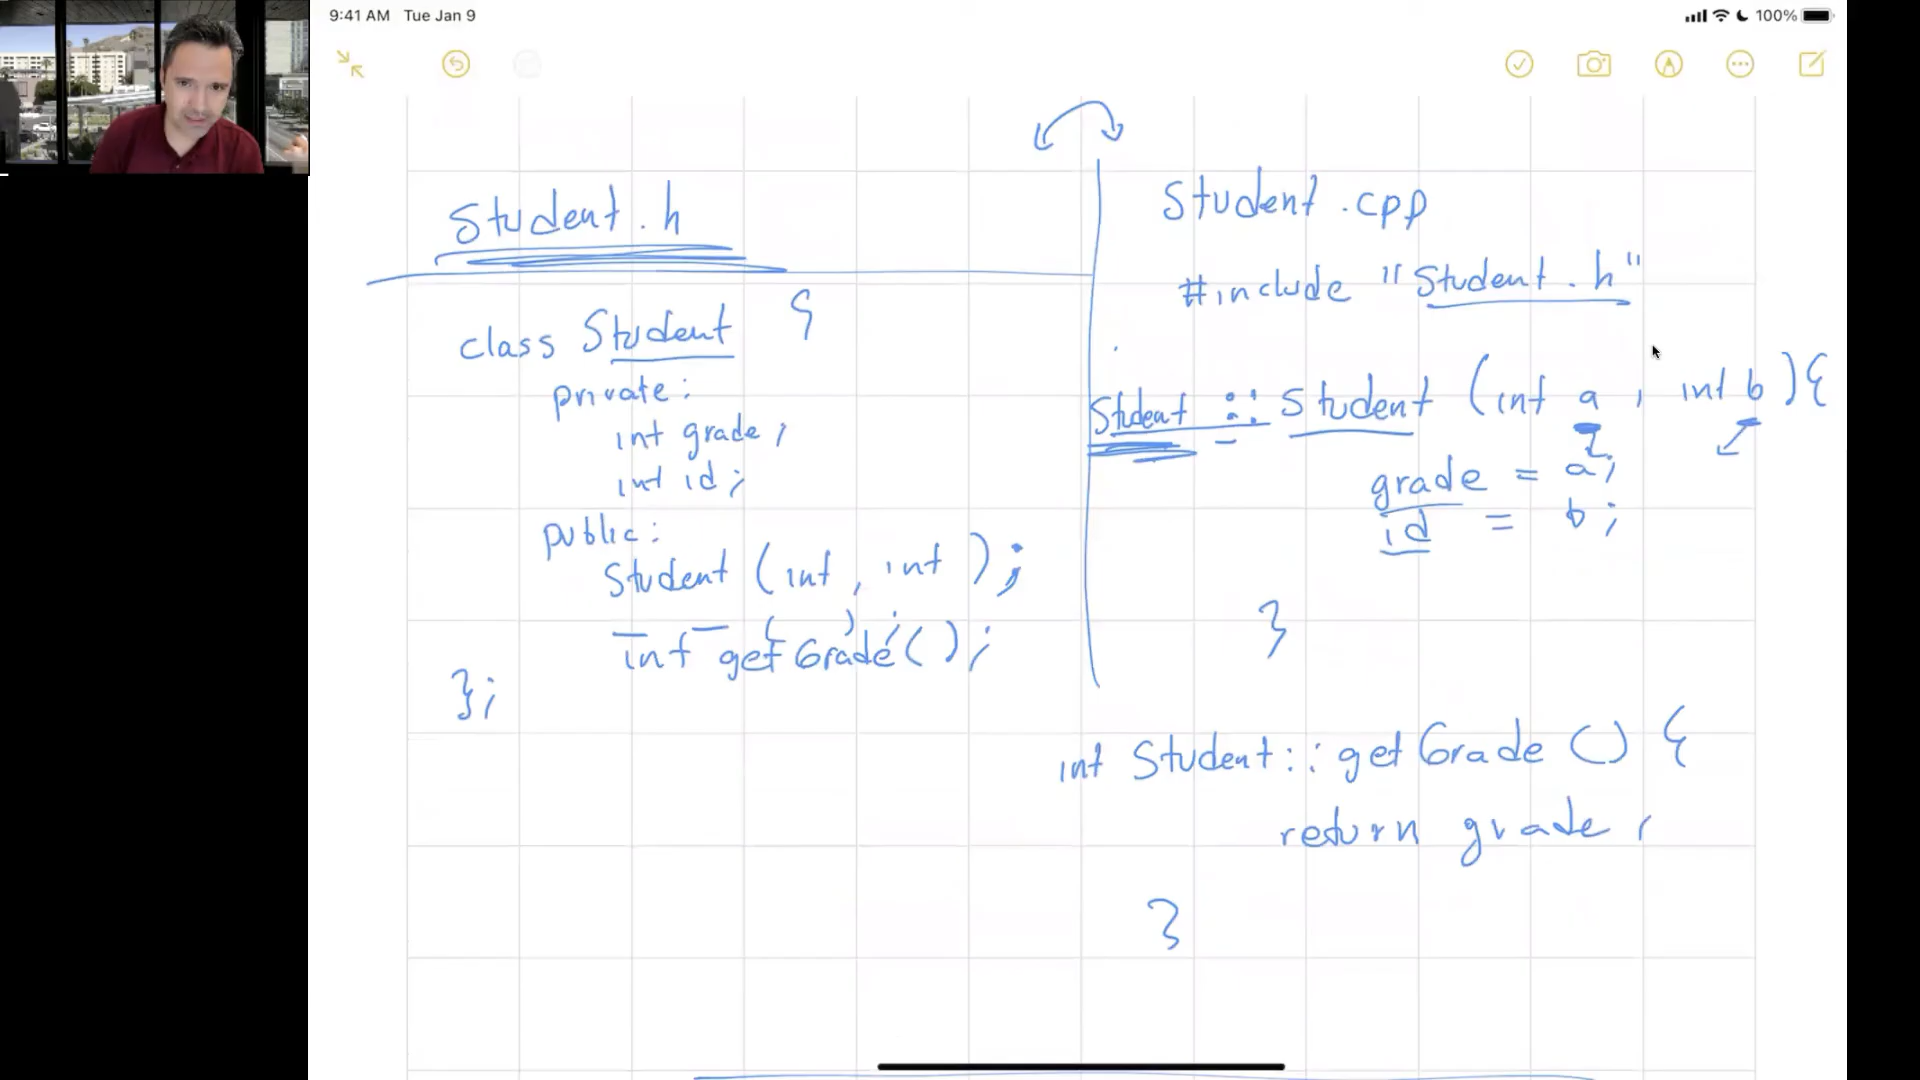 9:41 AM Tue Jan 9
100%
Student.h
class Student {
private:
int grade;
int id;
public:
Student (int, int);
int getGrade();
};
Student.cpp
#include "Student.h"
Student :: Student (int a, int b){
grade = a;
id = b;
}
int Student::getGrade () {
return grade;
}